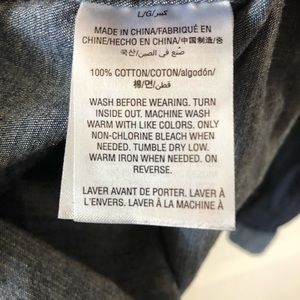 L/G/كبير
MADE IN CHINA/FABRIQUÉ EN
CHINE/HECHO EN CHINA/中国制造/중
국산/صنع في الصين
100% COTTON/COTON/algodón/
棉/면/قطن
WASH BEFORE WEARING. TURN
INSIDE OUT. MACHINE WASH
WARM WITH LIKE COLORS. ONLY
NON-CHLORINE BLEACH WHEN
NEEDED. TUMBLE DRY LOW.
WARM IRON WHEN NEEDED. ON
REVERSE.
LAVER AVANT DE PORTER. LAVER À
L'ENVERS. LAVER À LA MACHINE À